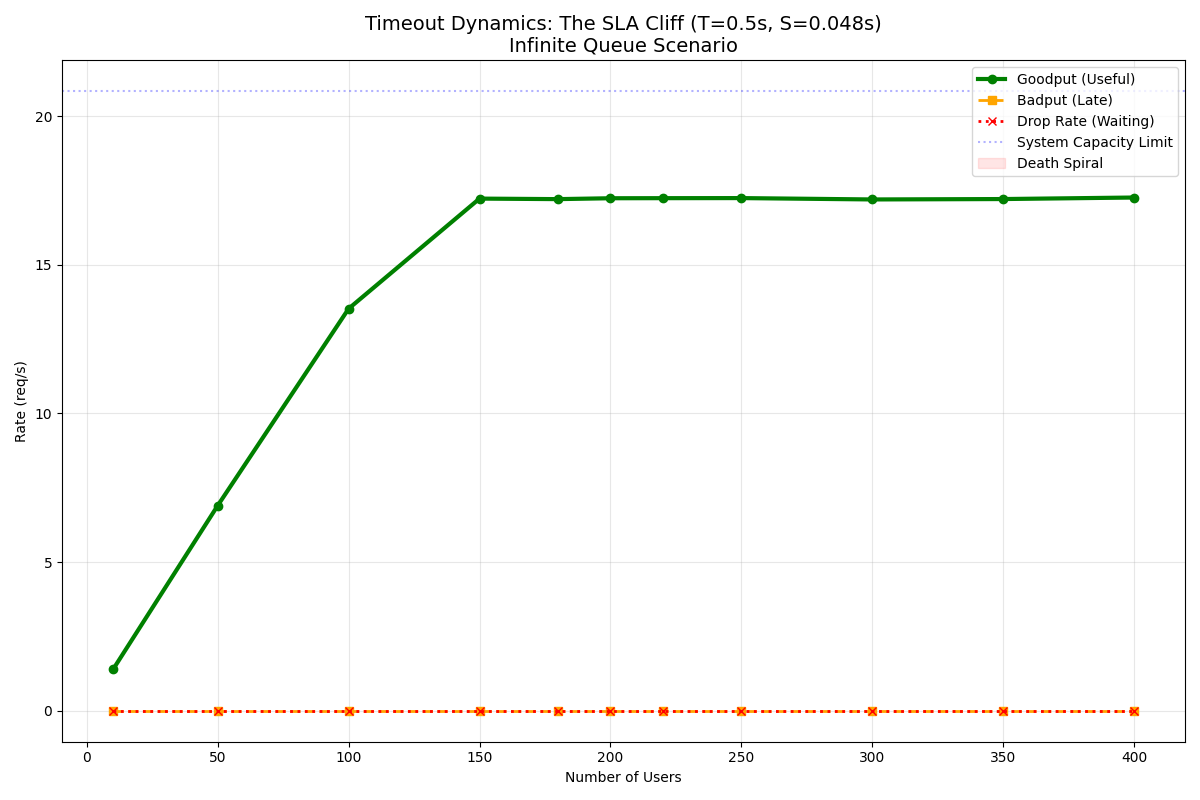 Timeout Dynamics: The SLA Cliff (T=0.5s, S=0.048s)
Infinite Queue Scenario
Goodput (Useful)
Badput (Late)
Drop Rate (Waiting)
System Capacity Limit
Death Spiral
Rate (req/s)
20
15
10
5
0
0 50 100 150 200 250 300 350 400
Number of Users